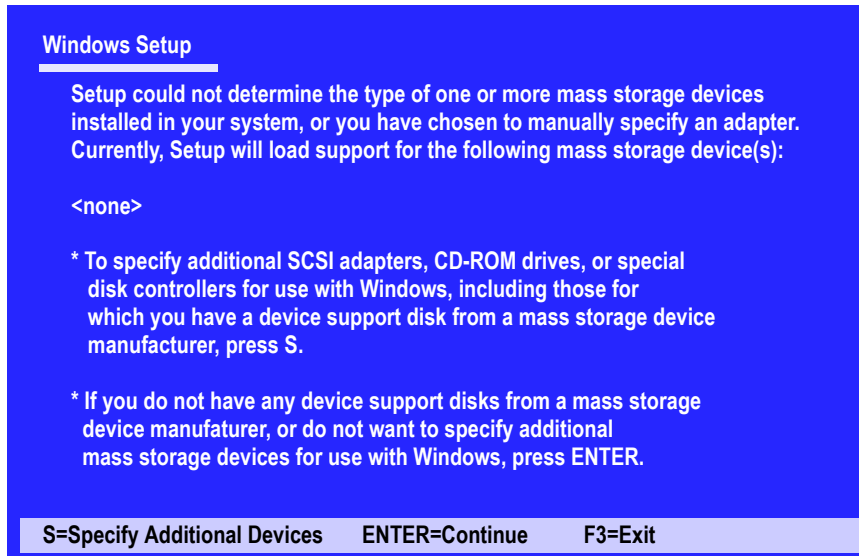 Windows Setup
Setup could not determine the type of one or more mass storage devices
installed in your system, or you have chosen to manually specify an adapter.
Currently, Setup will load support for the following mass storage device(s):
<none>
* To specify additional SCSI adapters, CD-ROM drives, or special
disk controllers for use with Windows, including those for
which you have a device support disk from a mass storage device
manufacturer, press S.
* If you do not have any device support disks from a mass storage
device manufaturer, or do not want to specify additional
mass storage devices for use with Windows, press ENTER.
S=Specify Additional Devices ENTER=Continue F3=Exit